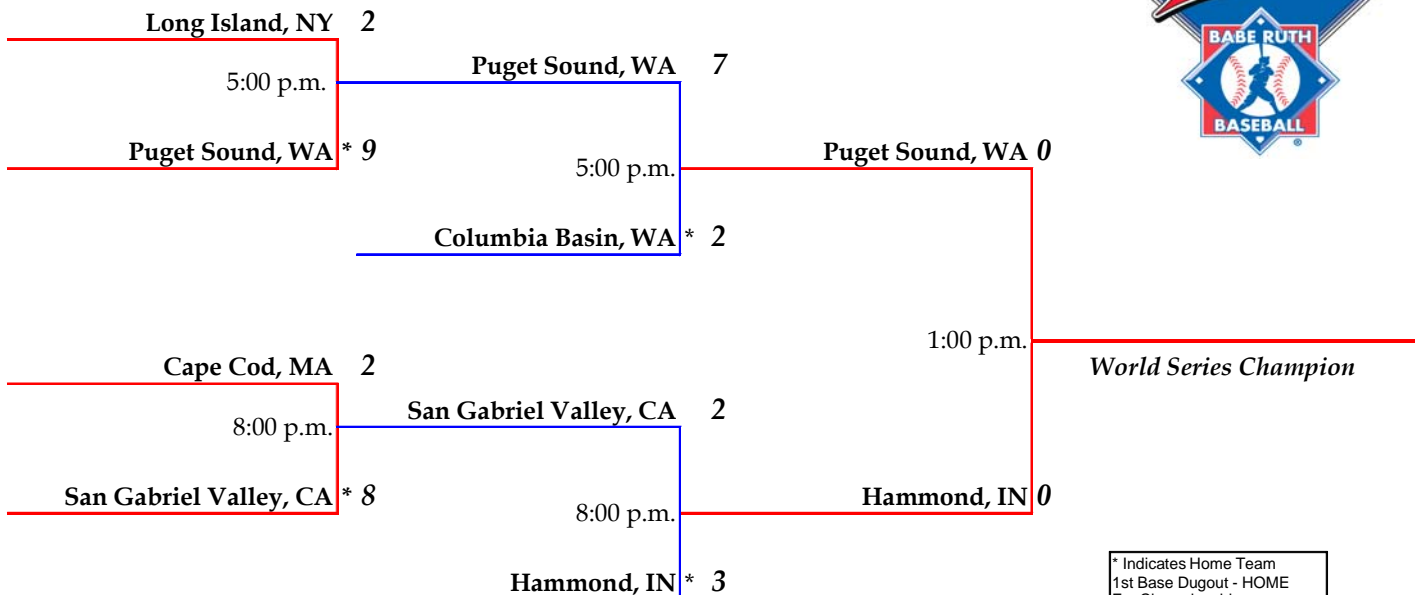 Long Island, NY 2
BABE RUTH
BASEBALL
®
Puget Sound, WA 7
5:00 p.m.
Puget Sound, WA * 9
Puget Sound, WA 0
5:00 p.m.
Columbia Basin, WA * 2
1:00 p.m.
World Series Champion
Cape Cod, MA 2
San Gabriel Valley, CA 2
8:00 p.m.
San Gabriel Valley, CA * 8
Hammond, IN 0
8:00 p.m.
Hammond, IN * 3
* Indicates Home Team
1st Base Dugout - HOME